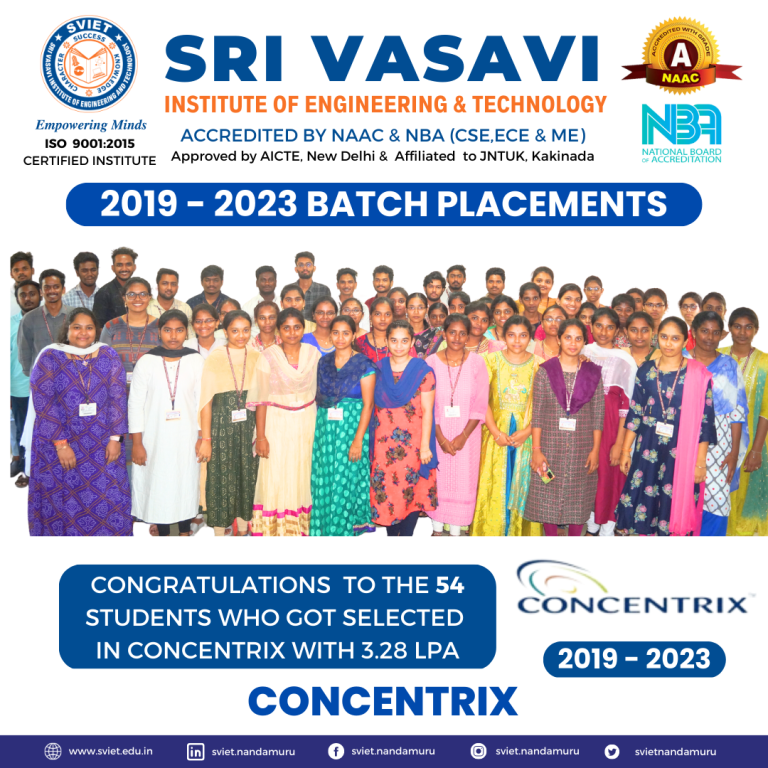 SVIET
SUCCESS
CHARACTER
KNOWLEDGE
SRI VASAVI INSTITUTE OF ENGINEERING AND TECHNOLOGY
Empowering Minds
ISO 9001:2015
CERTIFIED INSTITUTE
SRI VASAVI
INSTITUTE OF ENGINEERING & TECHNOLOGY
ACCREDITED BY NAAC & NBA (CSE,ECE & ME)
Approved by AICTE, New Delhi & Affiliated to JNTUK, Kakinada
ACCREDITED WITH GRADE
A
NAAC
NBA
NATIONAL BOARD
OF ACCREDITATION
2019 - 2023 BATCH PLACEMENTS
CONGRATULATIONS TO THE 54
STUDENTS WHO GOT SELECTED
IN CONCENTRIX WITH 3.28 LPA
CONCENTRIX™
2019 - 2023
CONCENTRIX
www.sviet.edu.in
sviet.nandamuru
sviet.nandamuru
sviet.nandamuru
svietnandamuru